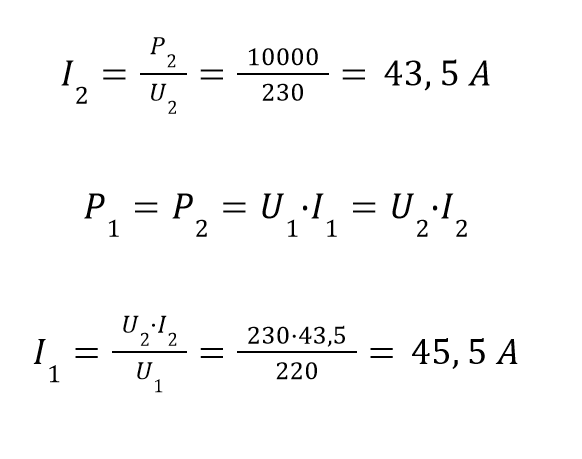 I₂ = P₂/U₂ = 10000/230 = 43,5 A
P₁ = P₂ = U₁·I₁ = U₂·I₂
I₁ = U₂·I₂/U₁ = 230·43,5/220 = 45,5 A